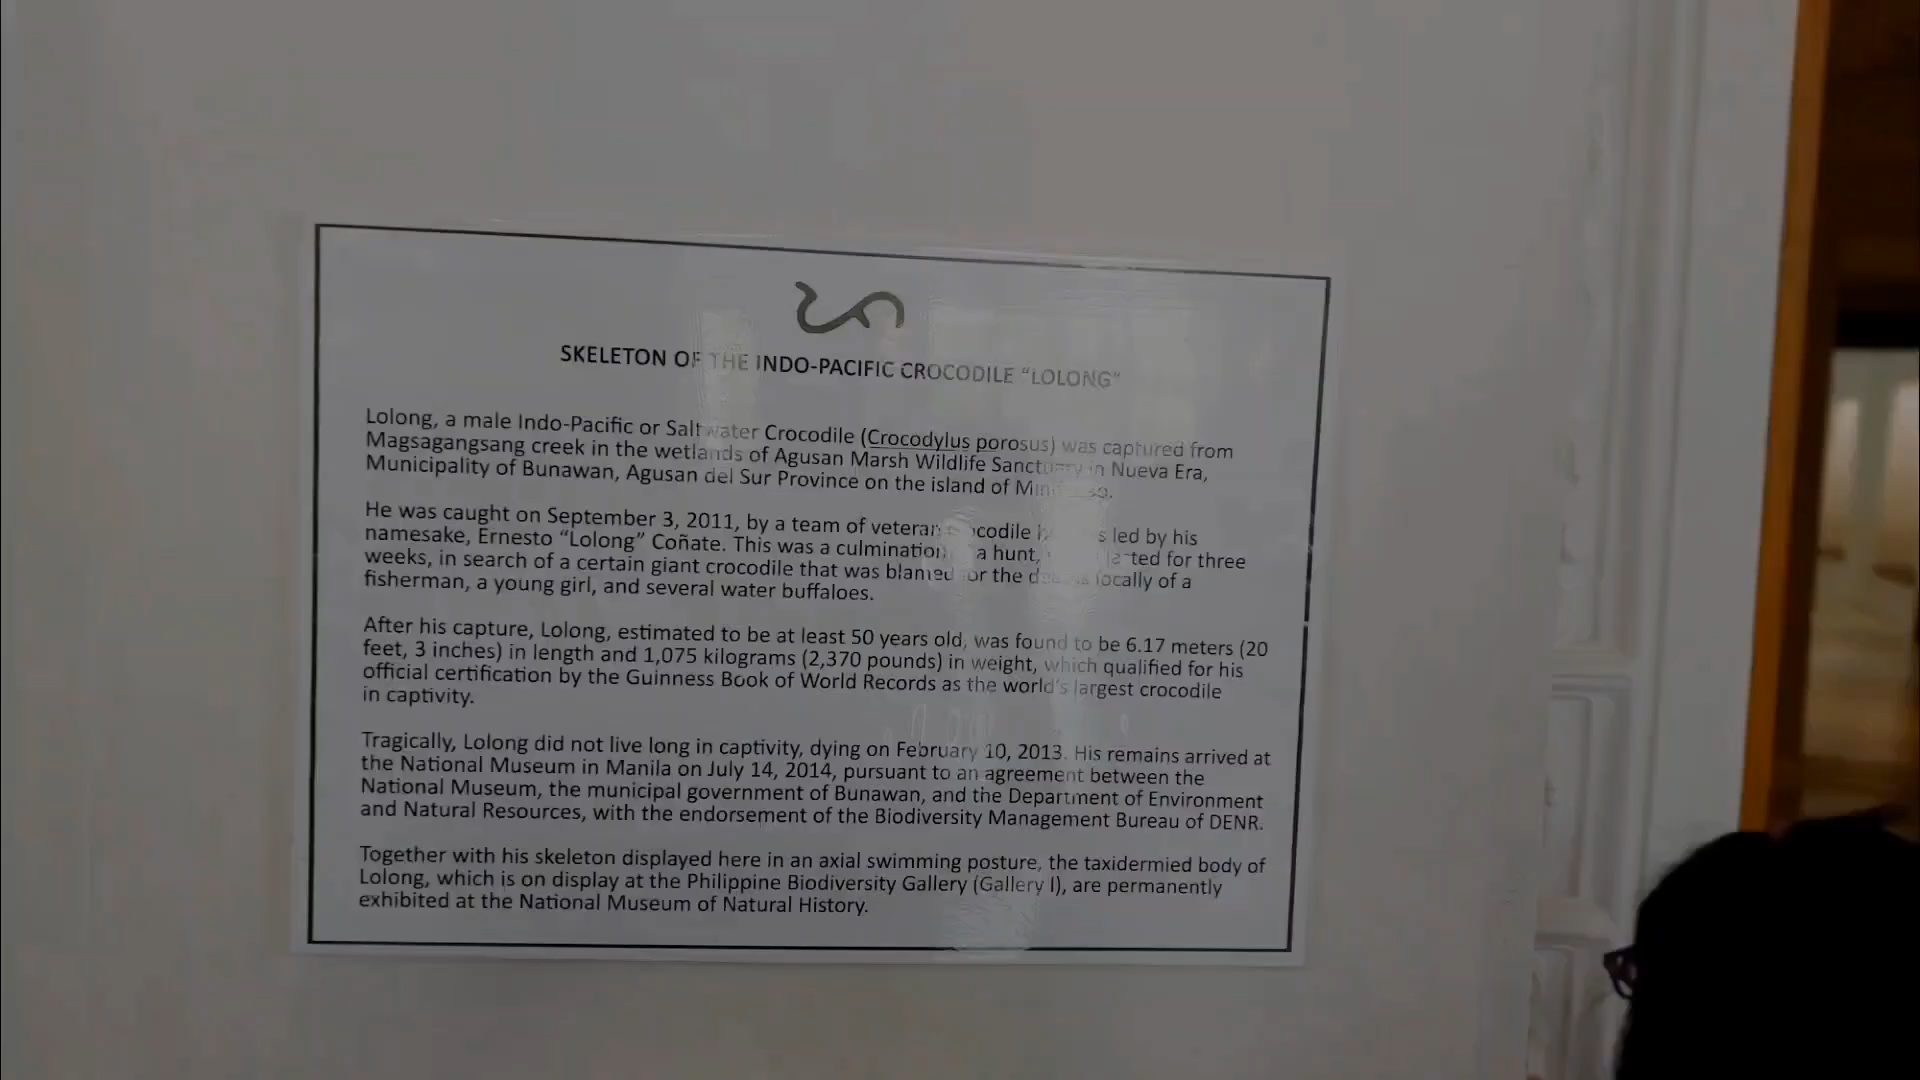 SKELETON OF THE INDO-PACIFIC CROCODILE “LOLONG”
Lolong, a male Indo-Pacific or Saltwater Crocodile (Crocodylus porosus) was captured from
Magsagangsang creek in the wetlands of Agusan Marsh Wildlife Sanctuary in Nueva Era,
Municipality of Bunawan, Agusan del Sur Province on the island of
He was caught on September 3, 2011, by a team of veteran crocodile led by his
namesake, Ernesto “Lolong” Coñate. This was a culmination a hunt, for three
weeks, in search of a certain giant crocodile that was blamed for the locally of a
fisherman, a young girl, and several water buffaloes.
After his capture, Lolong, estimated to be at least 50 years old, was found to be 6.17 meters (20
feet, 3 inches) in length and 1,075 kilograms (2,370 pounds) in weight, which qualified for his
official certification by the Guinness Book of World Records as the world’s largest crocodile
in captivity.
Tragically, Lolong did not live long in captivity, dying on February 10, 2013. His remains arrived at
the National Museum in Manila on July 14, 2014, pursuant to an agreement between the
National Museum, the municipal government of Bunawan, and the Department of Environment
and Natural Resources, with the endorsement of the Biodiversity Management Bureau of DENR.
Together with his skeleton displayed here in an axial swimming posture, the taxidermied body of
Lolong, which is on display at the Philippine Biodiversity Gallery (Gallery I), are permanently
exhibited at the National Museum of Natural History.